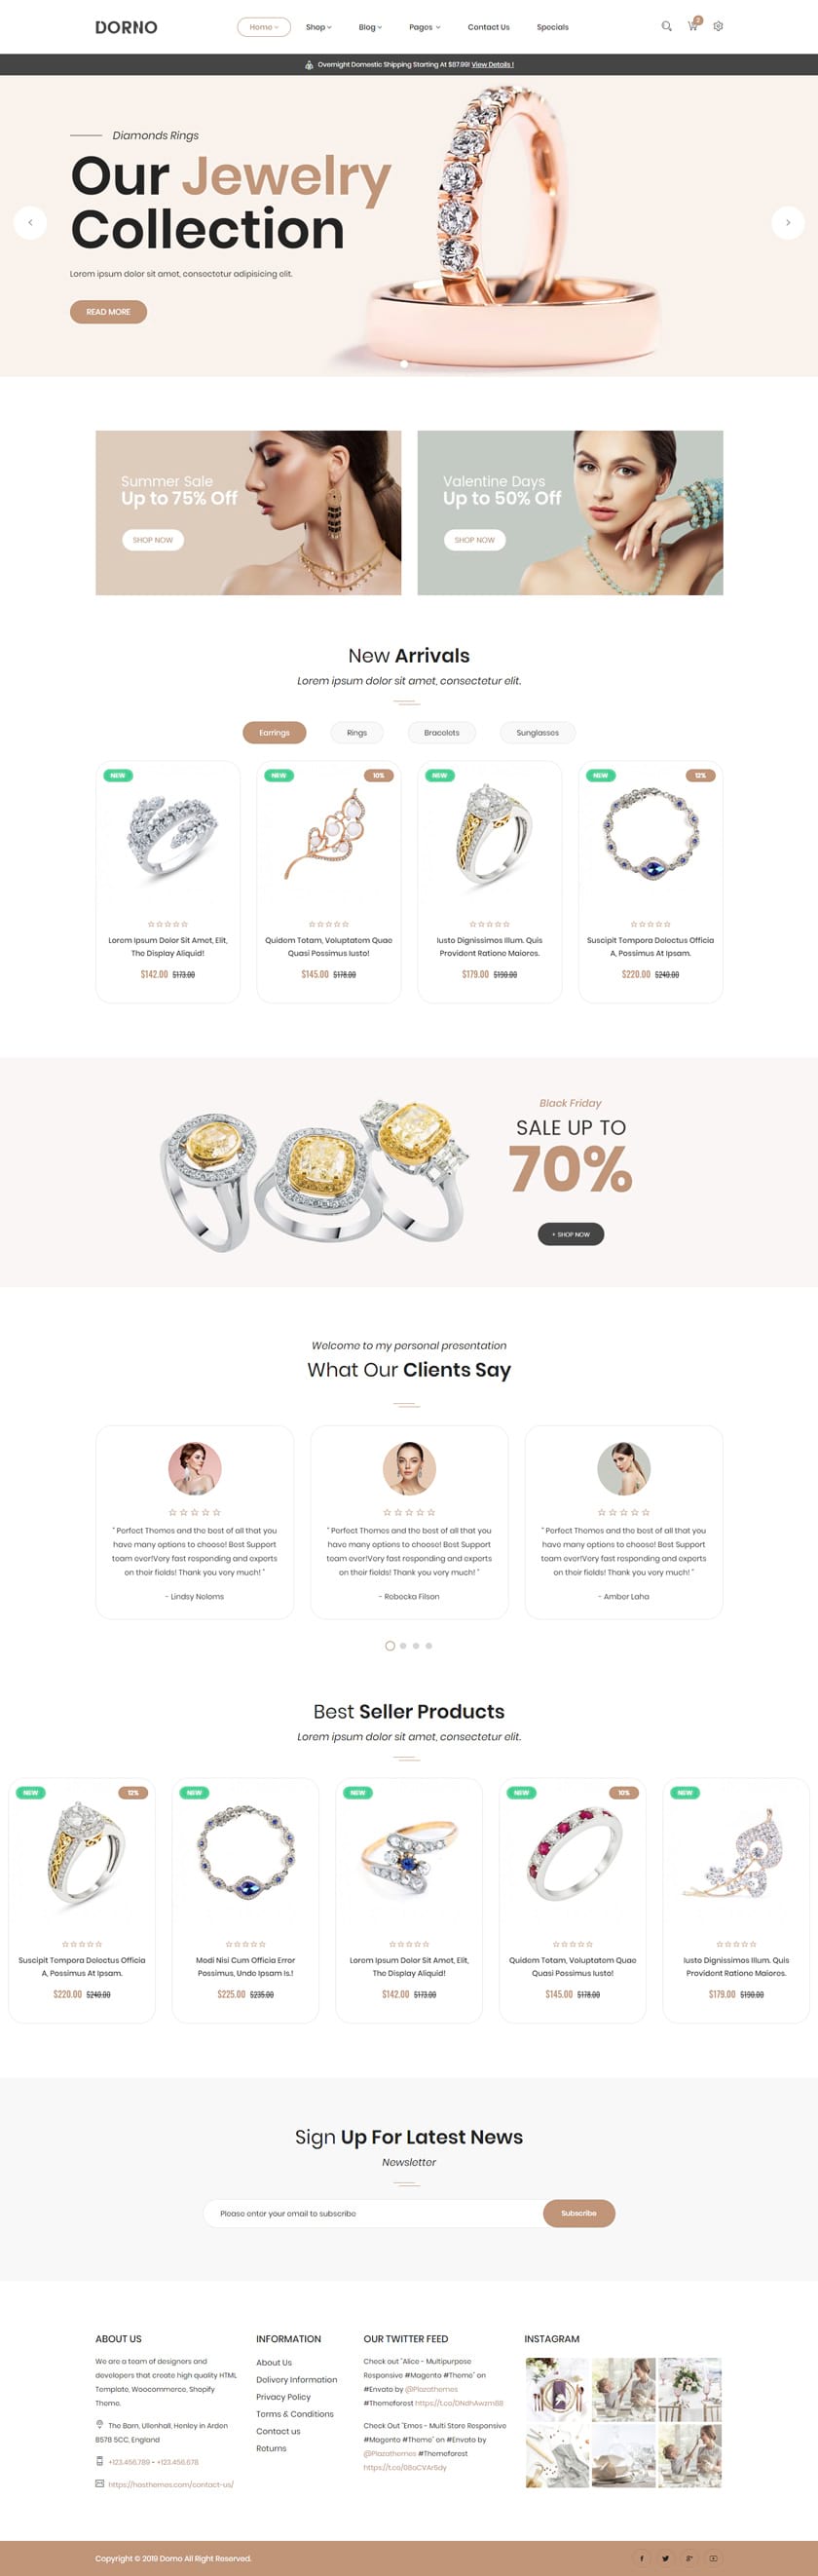 DORNO
Home Shop Blog Pages Contact Us Specials
2
Overnight Domestic Shipping Starting At $87.99! View Details !
Diamonds Rings
Our Jewelry
Collection
Lorem ipsum dolor sit amet, consectetur adipisicing elit.
READ MORE
Summer Sale
Up to 75% Off
SHOP NOW
Valentine Days
Up to 50% Off
SHOP NOW
New Arrivals
Lorem ipsum dolor sit amet, consectetur elit.
Earrings Rings Bracelets Sunglasses
NEW
NEW 10%
NEW
NEW 12%
Lorem Ipsum Dolor Sit Amet, Elit,
The Display Aliquid!
$142.00 $173.00
Quidem Totam, Voluptatem Quae
Quasi Possimus Iusto!
$145.00 $178.00
Iusto Dignissimos Illum. Quis
Provident Ratione Maiores.
$179.00 $190.00
Suscipit Tempora Delectus Officia
A, Possimus At Ipsam.
$220.00 $240.00
Black Friday
SALE UP TO
70%
+ SHOP NOW
Welcome to my personal presentation
What Our Clients Say
" Perfect Themes and the best of all that you
have many options to choose! Best Support
team ever!Very fast responding and experts
on their fields! Thank you very much! "
- Lindsy Neloms
" Perfect Themes and the best of all that you
have many options to choose! Best Support
team ever!Very fast responding and experts
on their fields! Thank you very much! "
- Rebecka Filson
" Perfect Themes and the best of all that you
have many options to choose! Best Support
team ever!Very fast responding and experts
on their fields! Thank you very much! "
- Amber Laha
Best Seller Products
Lorem ipsum dolor sit amet, consectetur elit.
NEW 12%
NEW
NEW
NEW 10%
NEW
Suscipit Tempora Delectus Officia
A, Possimus At Ipsam.
$220.00 $240.00
Modi Nisi Cum Officia Error
Possimus, Unde Ipsam Is.!
$225.00 $235.00
Lorem Ipsum Dolor Sit Amet, Elit,
The Display Aliquid!
$142.00 $173.00
Quidem Totam, Voluptatem Quae
Quasi Possimus Iusto!
$145.00 $178.00
Iusto Dignissimos Illum. Quis
Provident Ratione Maiores.
$179.00 $190.00
Sign Up For Latest News
Newsletter
Please enter your email to subscribe
Subscribe
ABOUT US
We are a team of designers and
developers that create high quality HTML
Template, Woocommerce, Shopify
Theme.
The Barn, Ullenhall, Henley in Arden
B578 5CC, England
+123.456.789 - +123.456.678
https://hasthemes.com/contact-us/
INFORMATION
About Us
Delivery Information
Privacy Policy
Terms & Conditions
Contact us
Returns
OUR TWITTER FEED
Check out "Alice - Multipurpose
Responsive #Magento #Theme" on
#Envato by @Plazathemes
#Themeforest
Check Out "Emos - Multi Store Responsive
#Magento #Theme" on #Envato by
@Plazathemes #Themeforest
INSTAGRAM
Copyright © 2019 Dorno All Right Reserved.